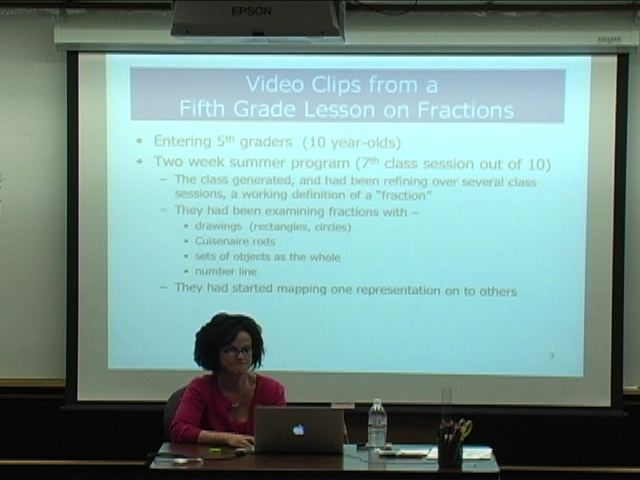 EPSON
Video Clips from a
Fifth Grade Lesson on Fractions
• Entering 5th graders (10 year-olds)
• Two week summer program (7th class session out of 10)
– The class generated, and had been refining over several class
sessions, a working definition of a "fraction"
– They had been examining fractions with –
• drawings (rectangles, circles)
• Cuisenaire rods
• sets of objects as the whole
• number line
– They had started mapping one representation on to others
3